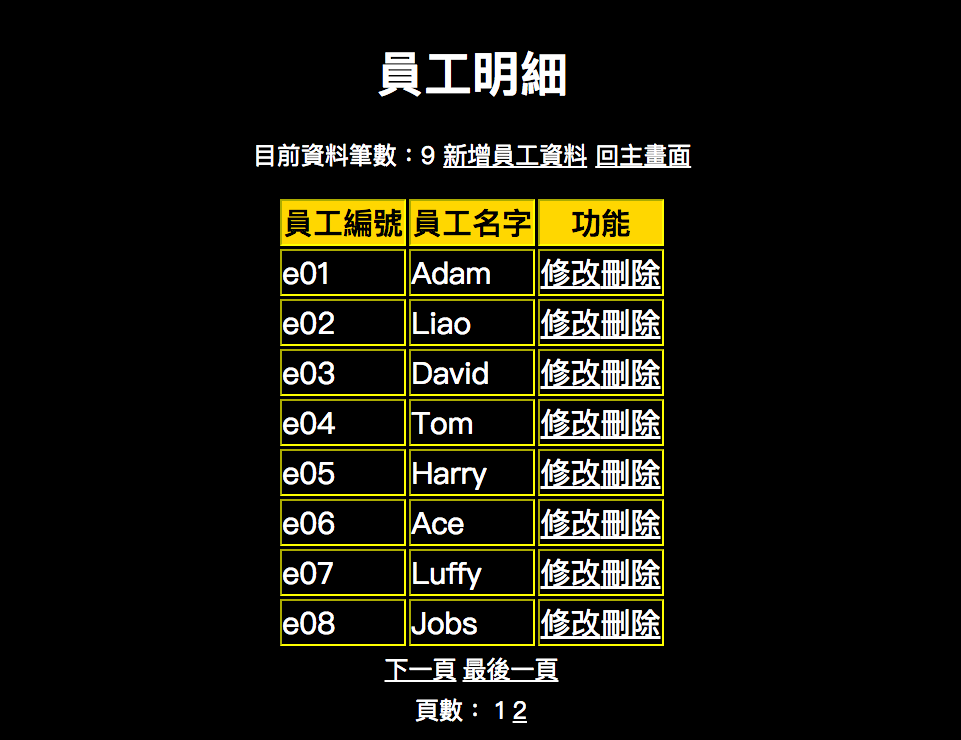 員工明細
目前資料筆數：9 新增員工資料 回主畫面
員工編號 員工名字 功能
e01 Adam 修改刪除
e02 Liao 修改刪除
e03 David 修改刪除
e04 Tom 修改刪除
e05 Harry 修改刪除
e06 Ace 修改刪除
e07 Luffy 修改刪除
e08 Jobs 修改刪除
下一頁 最後一頁
頁數： 1 2